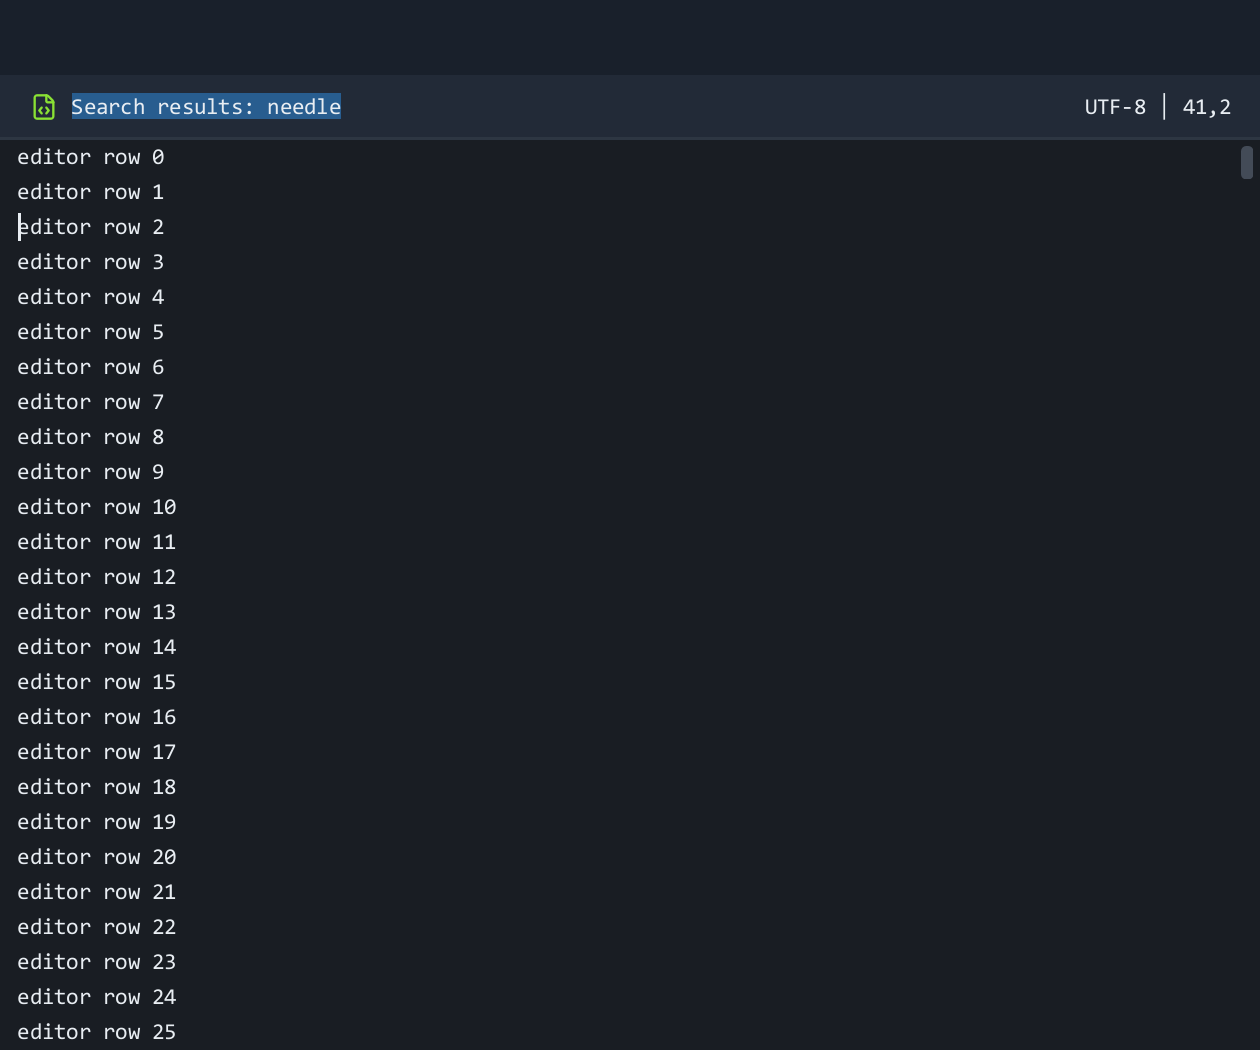 Search results: needle
UTF-8 | 41,2
editor row 0
editor row 1
editor row 2
editor row 3
editor row 4
editor row 5
editor row 6
editor row 7
editor row 8
editor row 9
editor row 10
editor row 11
editor row 12
editor row 13
editor row 14
editor row 15
editor row 16
editor row 17
editor row 18
editor row 19
editor row 20
editor row 21
editor row 22
editor row 23
editor row 24
editor row 25